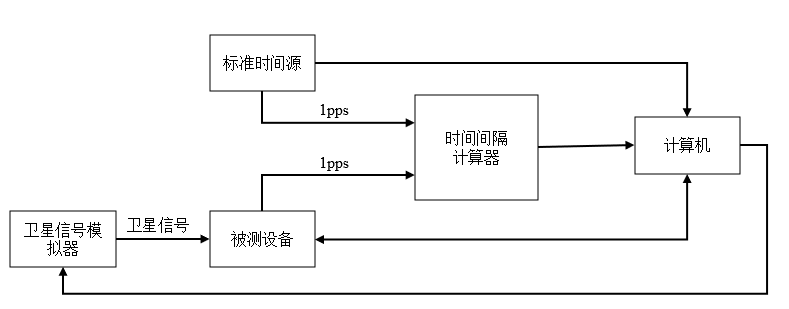 标准时间源
1pps
时间间隔
计算器
计算机
1pps
卫星信号模
拟器
卫星信号
被测设备